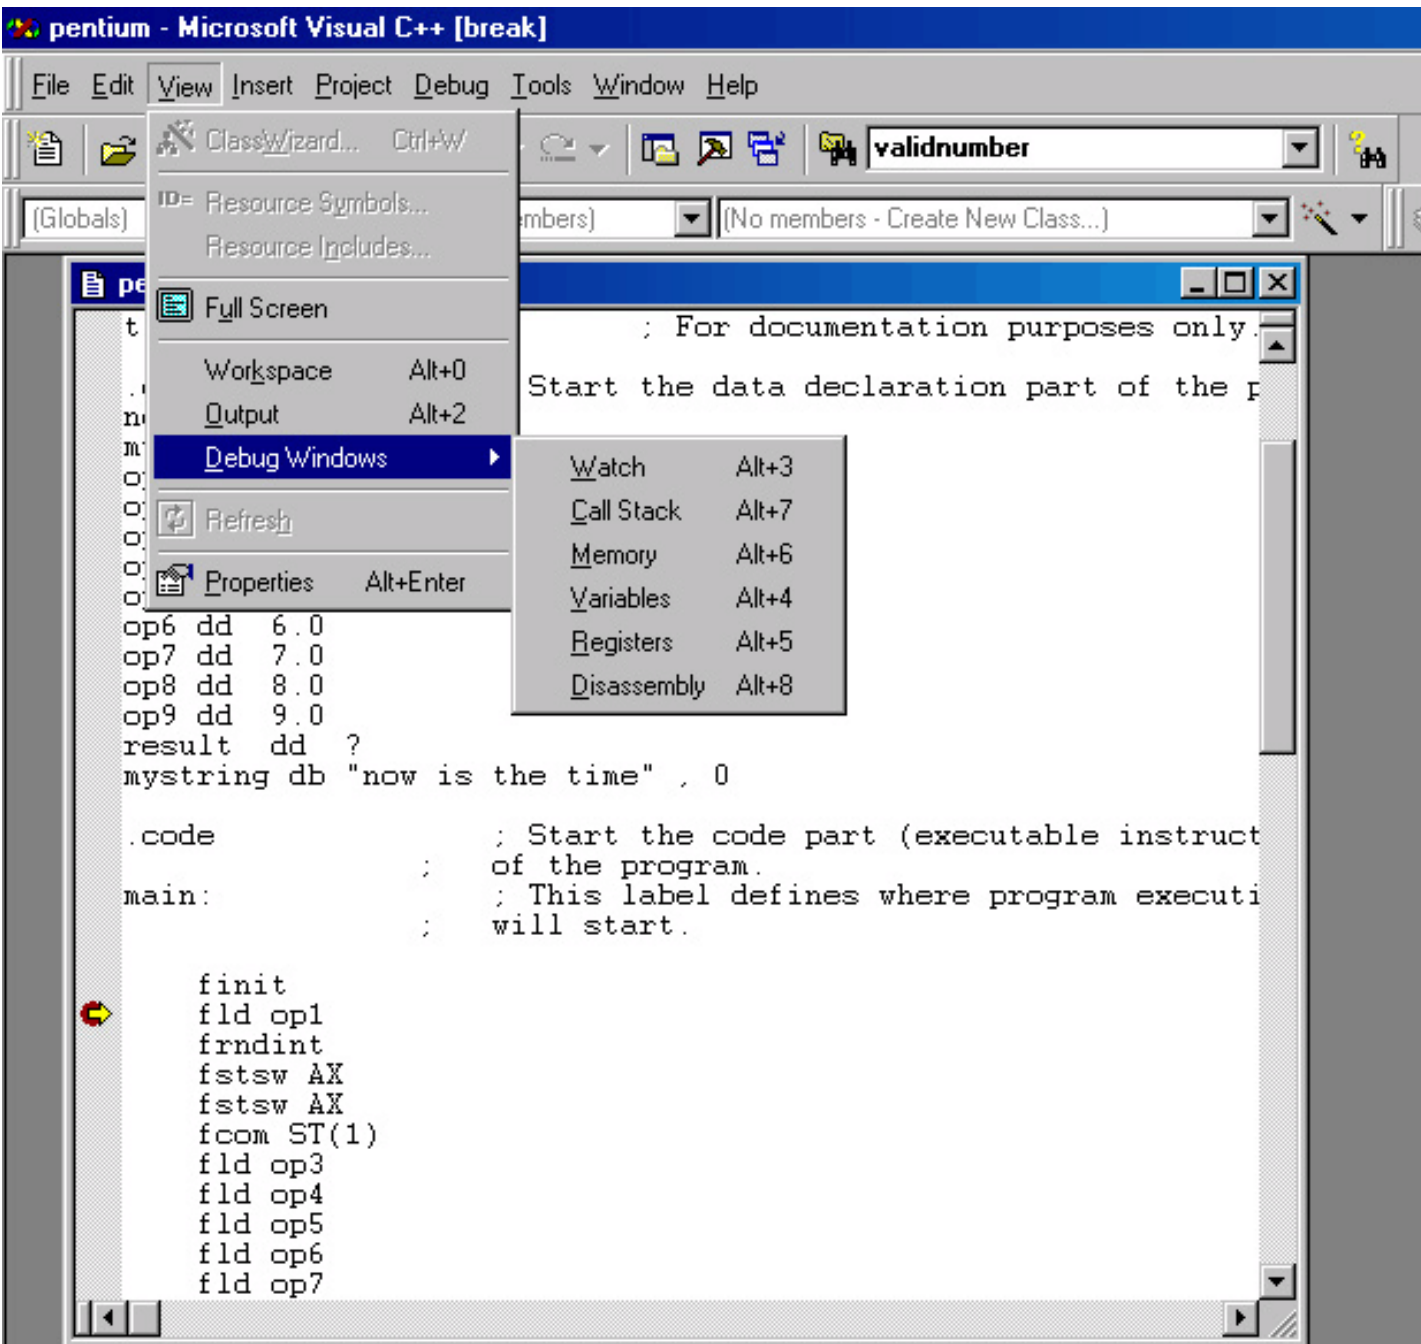 pentium - Microsoft Visual C++ [break]
File Edit View Insert Project Debug Tools Window Help
ClassWizard... Ctrl+W
validnumber
ID= Resource Symbols...
(Globals)
mbers)
(No members - Create New Class...)
Resource Includes...
pe
Full Screen
t ; For documentation purposes only.
Workspace Alt+0
Start the data declaration part of the p
Output Alt+2
Debug Windows
Watch Alt+3
Call Stack Alt+7
Refresh
Memory Alt+6
Properties Alt+Enter
Variables Alt+4
Registers Alt+5
Disassembly Alt+8
op6 dd 6.0
op7 dd 7.0
op8 dd 8.0
op9 dd 9.0
result dd ?
mystring db "now is the time" , 0
.code ; Start the code part (executable instruct
; of the program.
main: ; This label defines where program executi
; will start.
finit
fld op1
frndint
fstsw AX
fstsw AX
fcom ST(1)
fld op3
fld op4
fld op5
fld op6
fld op7